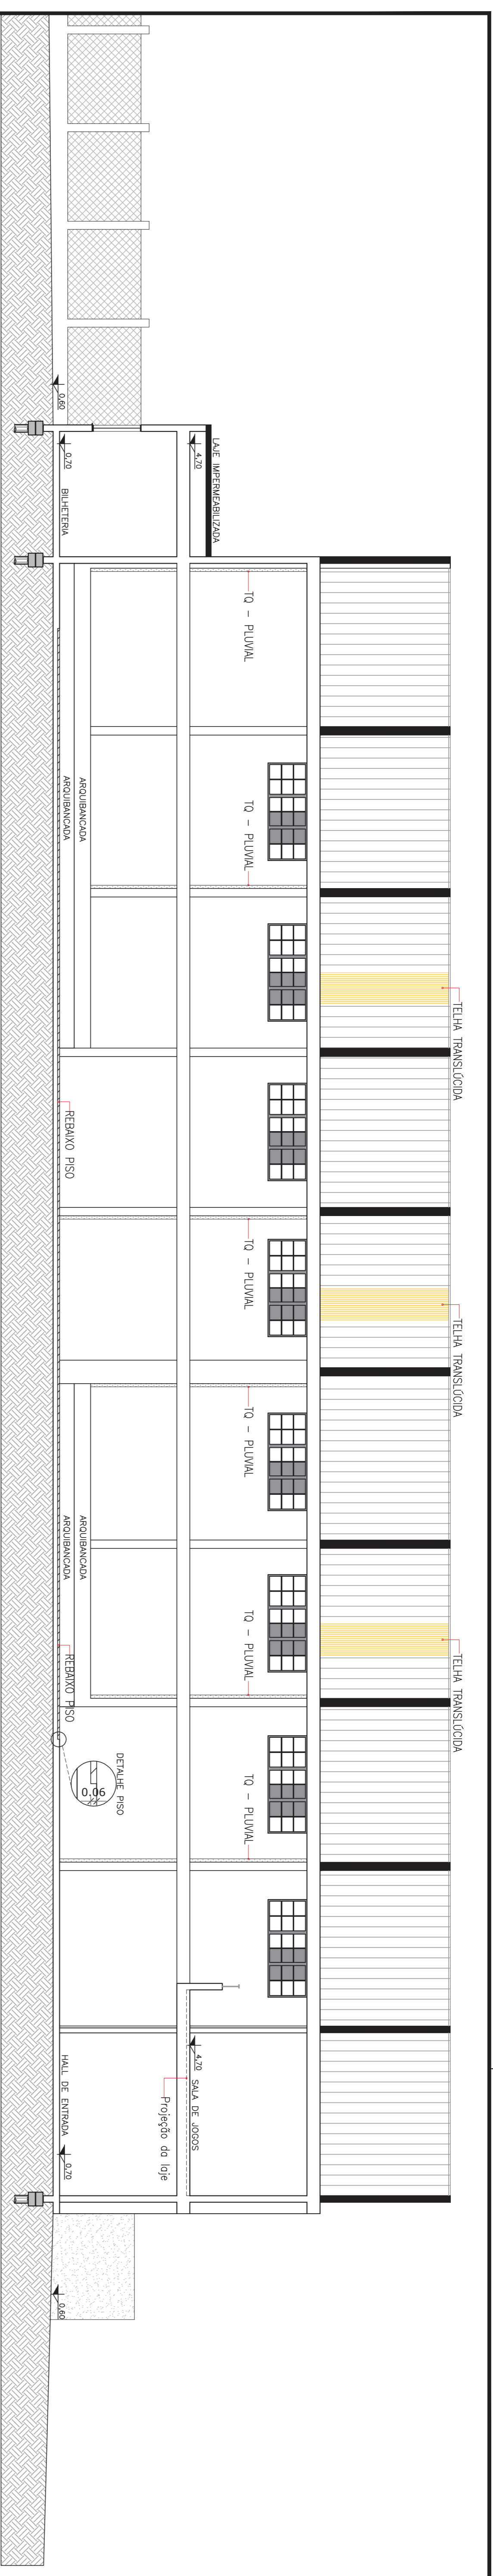 0,60
0,70
BILHETERIA
4,70
LAJE IMPERMEABILIZADA
TQ - PLUVIAL
ARQUIBANCADA
ARQUIBANCADA
TQ - PLUVIAL
TELHA TRANSLÚCIDA
REBAIXO PISO
TQ - PLUVIAL
TELHA TRANSLÚCIDA
TQ - PLUVIAL
ARQUIBANCADA
ARQUIBANCADA
TQ - PLUVIAL
TELHA TRANSLÚCIDA
REBAIXO PISO
DETALHE PISO
0.06
TQ - PLUVIAL
4,70
SALA DE JOGOS
Projeção da laje
HALL DE ENTRADA
0,70
0,60